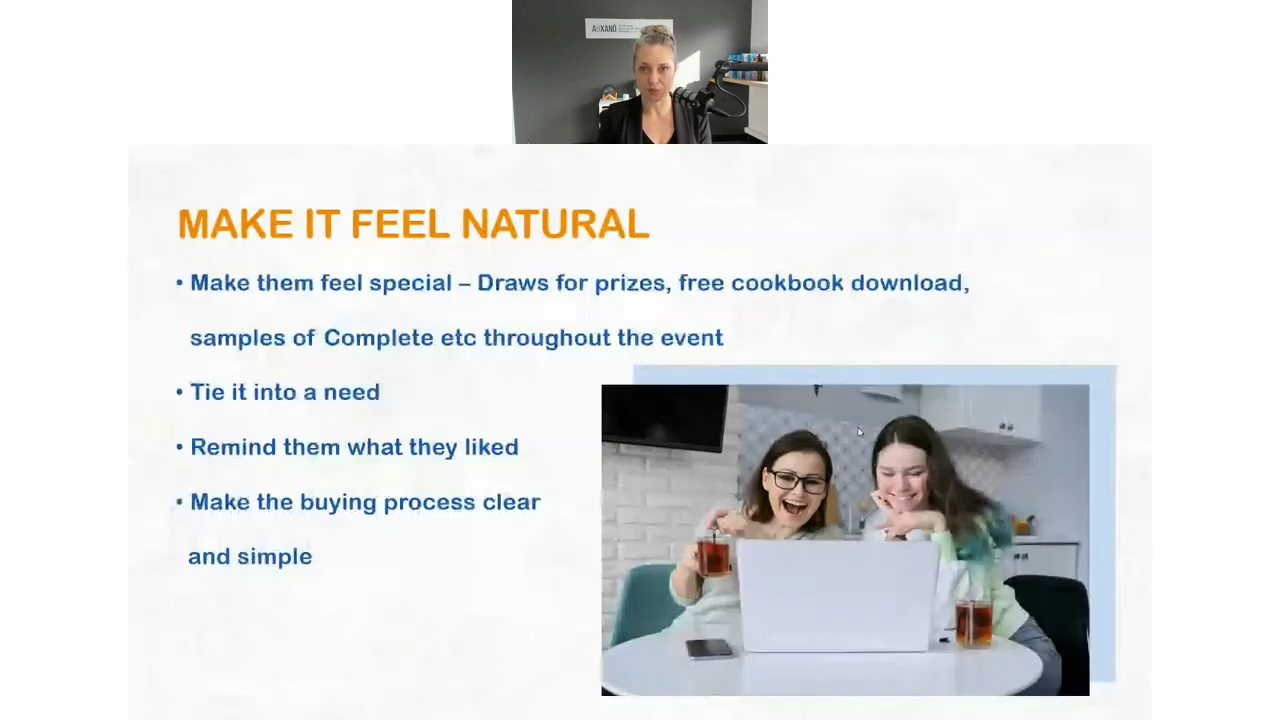 AUXANO
MAKE IT FEEL NATURAL
• Make them feel special – Draws for prizes, free cookbook download,
samples of Complete etc throughout the event
• Tie it into a need
• Remind them what they liked
• Make the buying process clear
and simple